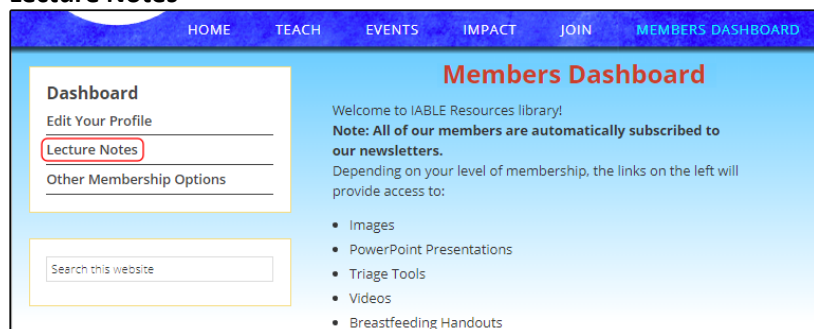 Lecture Notes
HOME TEACH EVENTS IMPACT JOIN MEMBERS DASHBOARD
Dashboard
Edit Your Profile
Lecture Notes
Other Membership Options
Search this website
Members Dashboard
Welcome to IABLE Resources library!
Note: All of our members are automatically subscribed to
our newsletters.
Depending on your level of membership, the links on the left will
provide access to:
• Images
• PowerPoint Presentations
• Triage Tools
• Videos
• Breastfeeding Handouts